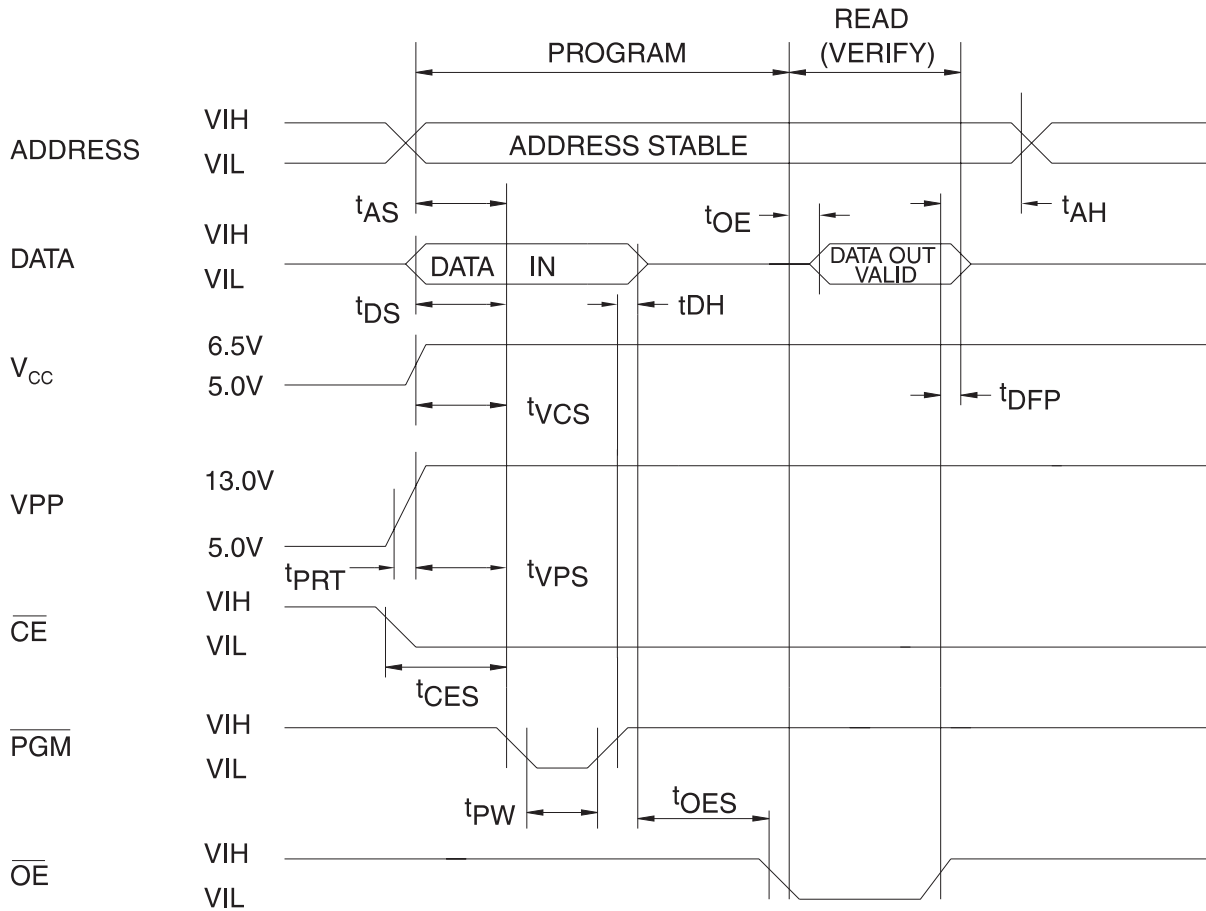 READ
PROGRAM (VERIFY)
VIH
ADDRESS ADDRESS STABLE
VIL
tAS tOE tAH
VIH
DATA DATA IN DATA OUT
VALID
VIL
tDS tDH
6.5V
VCC
5.0V
tVCS tDFP
13.0V
VPP
5.0V
tPRT tVPS
VIH
CE
VIL
tCES
VIH
PGM
VIL
tPW tOES
VIH
OE
VIL